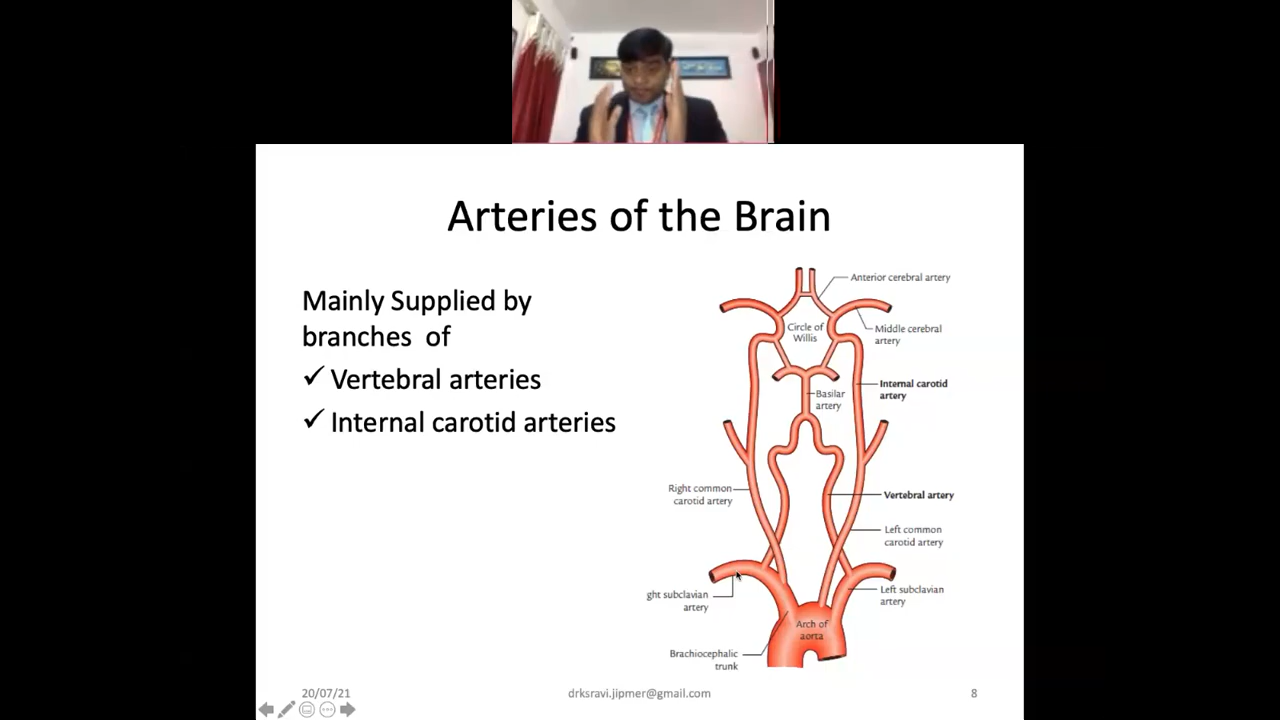 Arteries of the Brain
Mainly Supplied by
branches of
✓ Vertebral arteries
✓ Internal carotid arteries
Anterior cerebral artery
Circle of
Willis
Middle cerebral
artery
Internal carotid
artery
Basilar
artery
Right common
carotid artery
Vertebral artery
Left common
carotid artery
ght subclavian
artery
Left subclavian
artery
Arch of
aorta
Brachiocephalic
trunk
20/07/21
drksravi.jipmer@gmail.com
8